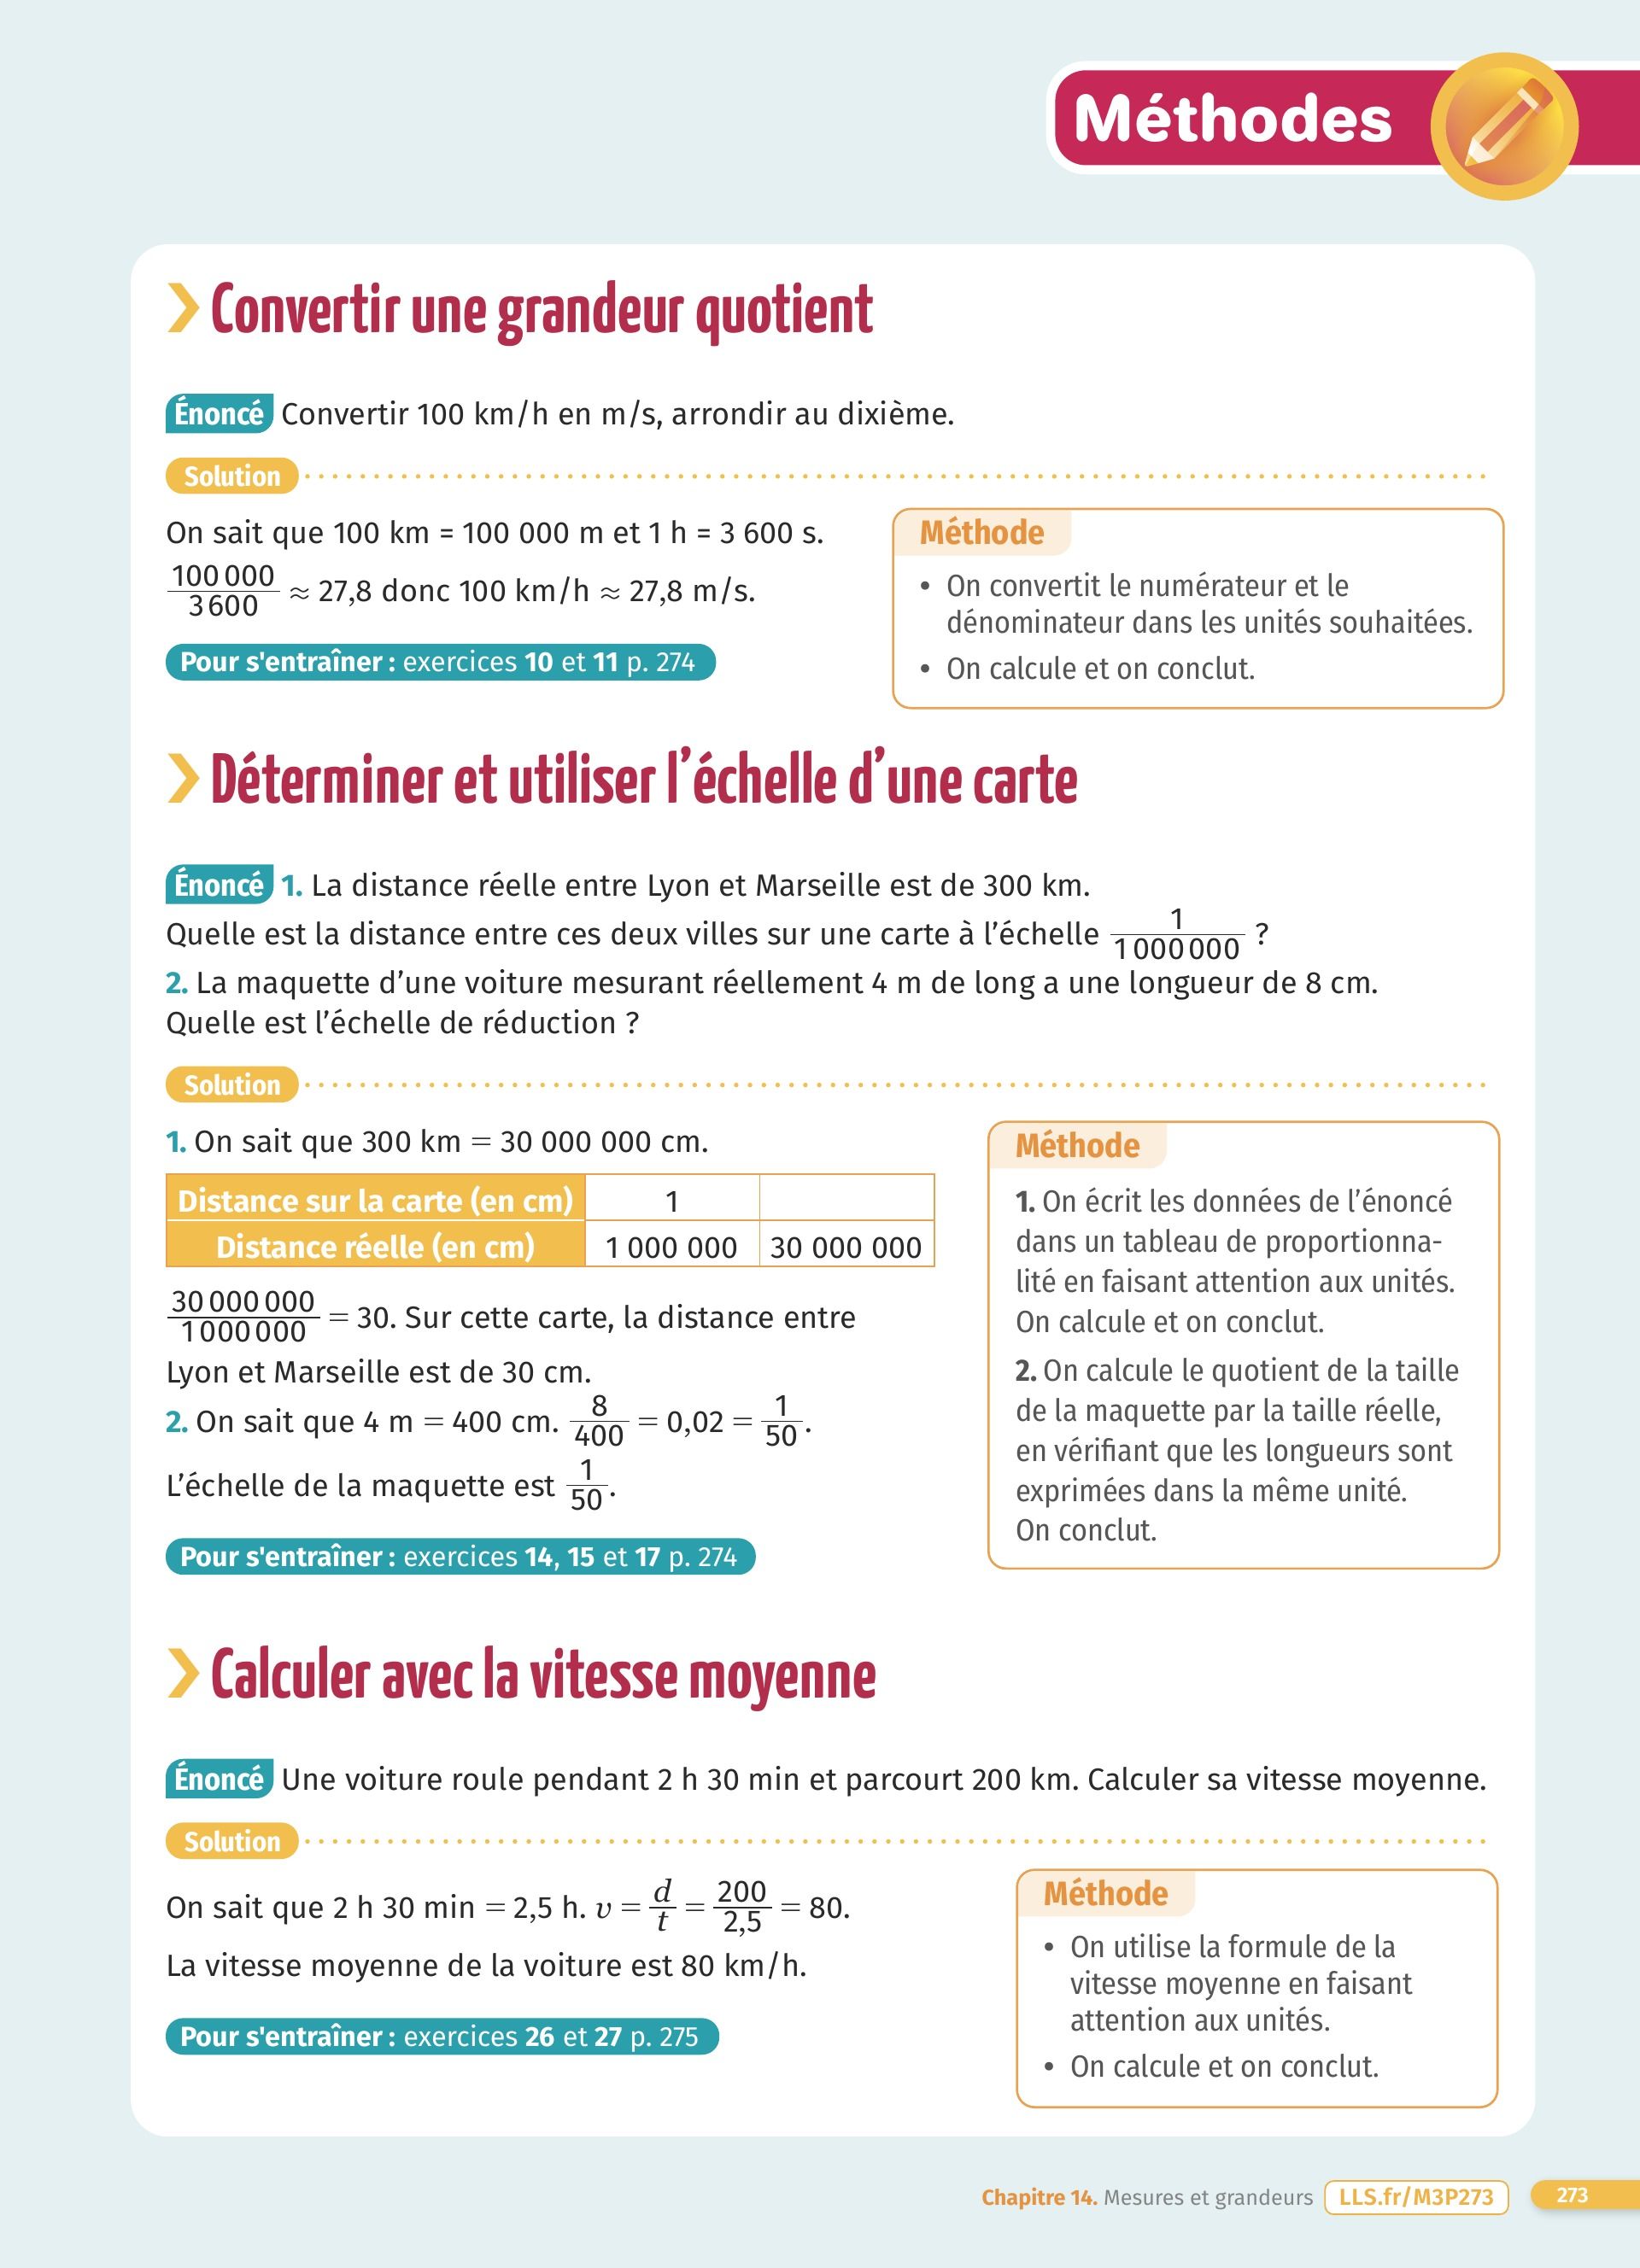 Méthodes
Convertir une grandeur quotient
Énoncé Convertir 100 km/h en m/s, arrondir au dixième.
Solution
On sait que 100 km = 100 000 m et 1 h = 3 600 s.
100 000 / 3 600 ≈ 27,8 donc 100 km/h ≈ 27,8 m/s.
Pour s'entraîner : exercices 10 et 11 p. 274
Méthode
• On convertit le numérateur et le
dénominateur dans les unités souhaitées.
• On calcule et on conclut.
Déterminer et utiliser l’échelle d’une carte
Énoncé 1. La distance réelle entre Lyon et Marseille est de 300 km.
Quelle est la distance entre ces deux villes sur une carte à l’échelle 1 / 1 000 000 ?
2. La maquette d’une voiture mesurant réellement 4 m de long a une longueur de 8 cm.
Quelle est l’échelle de réduction ?
Solution
1. On sait que 300 km = 30 000 000 cm.
Distance sur la carte (en cm) 1
Distance réelle (en cm) 1 000 000 30 000 000
30 000 000 / 1 000 000 = 30. Sur cette carte, la distance entre
Lyon et Marseille est de 30 cm.
2. On sait que 4 m = 400 cm. 8 / 400 = 0,02 = 1 / 50.
L’échelle de la maquette est 1 / 50.
Pour s'entraîner : exercices 14, 15 et 17 p. 274
Méthode
1. On écrit les données de l’énoncé
dans un tableau de proportionna-
lité en faisant attention aux unités.
On calcule et on conclut.
2. On calcule le quotient de la taille
de la maquette par la taille réelle,
en vérifiant que les longueurs sont
exprimées dans la même unité.
On conclut.
Calculer avec la vitesse moyenne
Énoncé Une voiture roule pendant 2 h 30 min et parcourt 200 km. Calculer sa vitesse moyenne.
Solution
On sait que 2 h 30 min = 2,5 h. v = d / t = 200 / 2,5 = 80.
La vitesse moyenne de la voiture est 80 km/h.
Pour s'entraîner : exercices 26 et 27 p. 275
Méthode
• On utilise la formule de la
vitesse moyenne en faisant
attention aux unités.
• On calcule et on conclut.
Chapitre 14. Mesures et grandeurs LLS.fr/M3P273 273